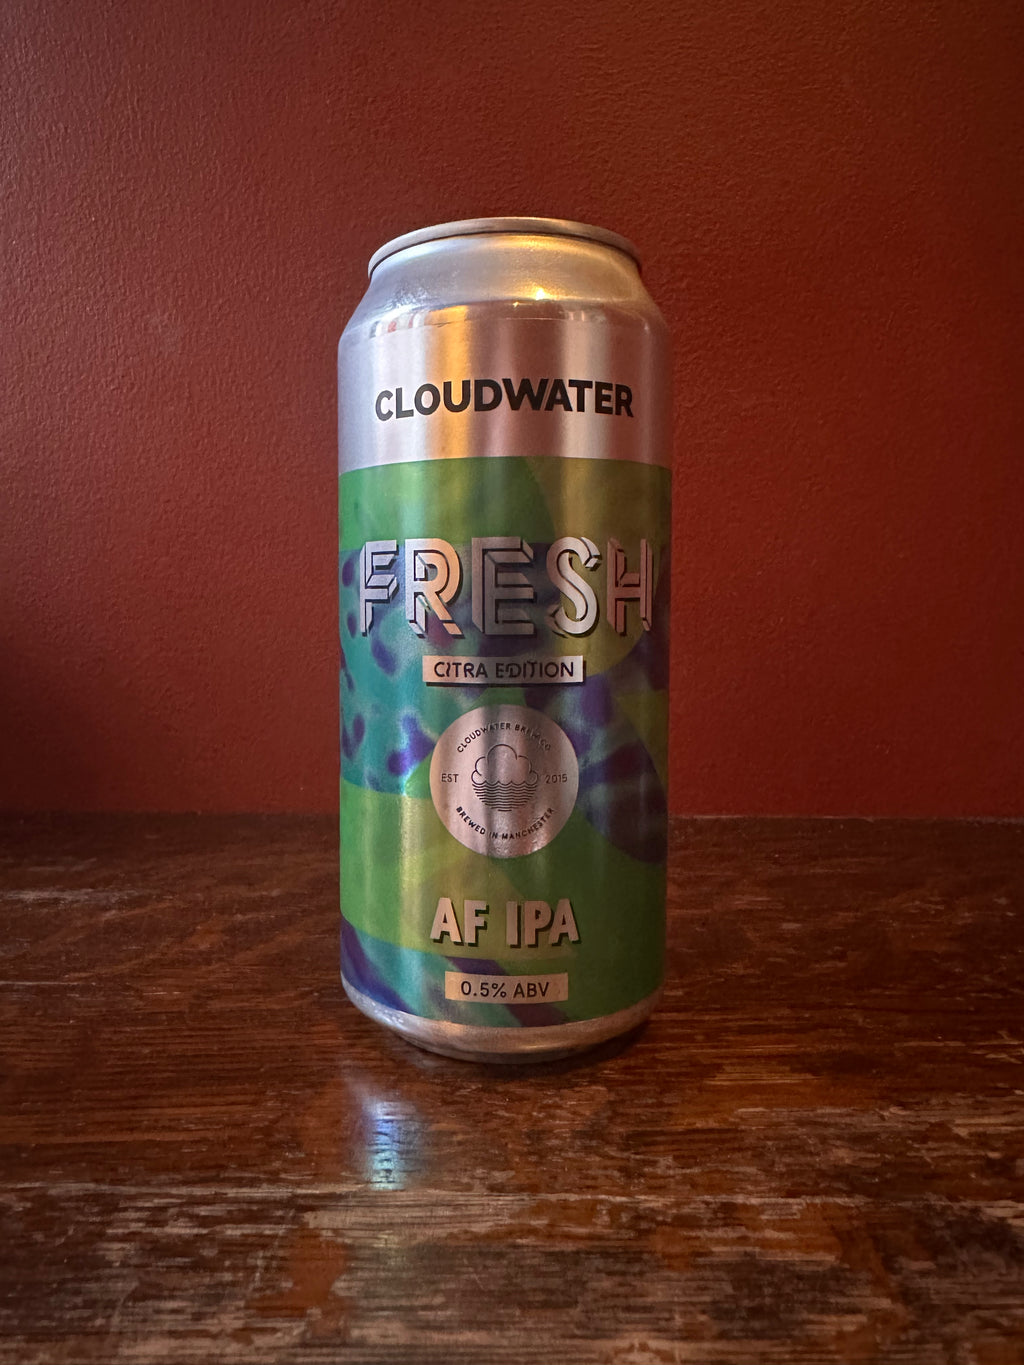 CLOUDWATER
FRESH
CITRA EDITION
CLOUDWATER BREW CO
EST 2015
BREWED IN MANCHESTER
AF IPA
0.5% ABV